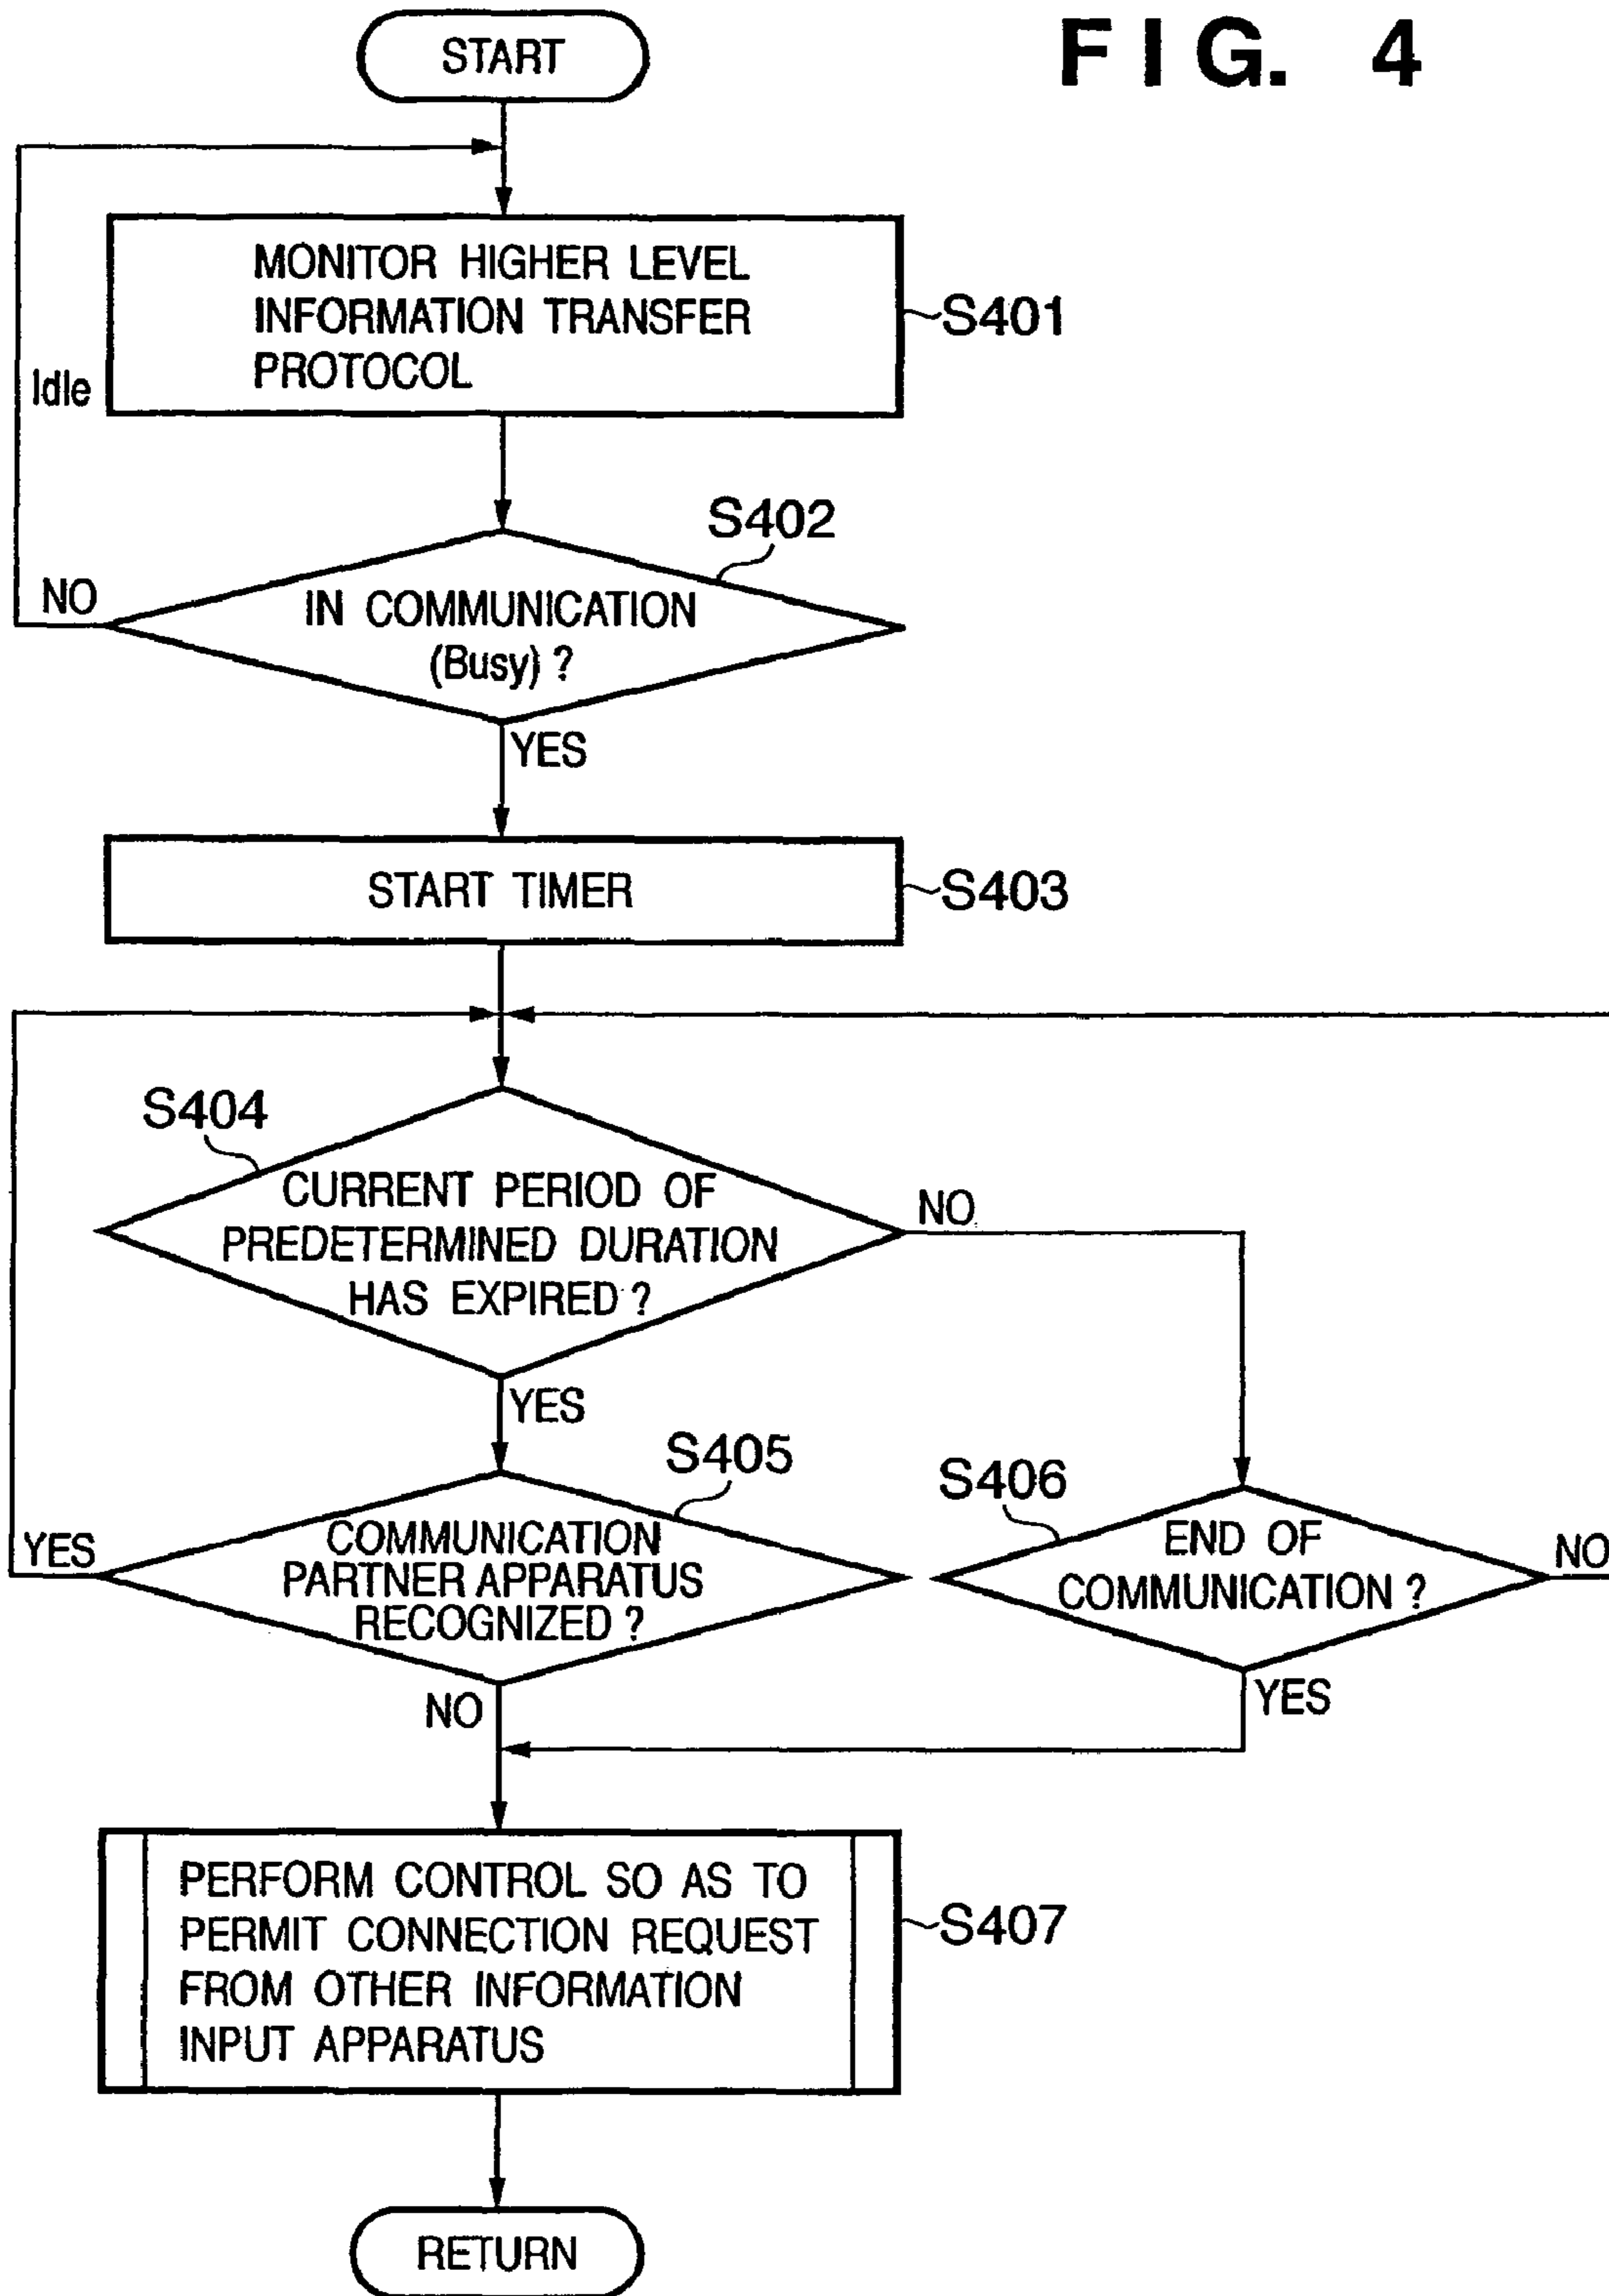 FIG. 4
START
MONITOR HIGHER LEVEL
INFORMATION TRANSFER
PROTOCOL
S401
Idle
S402
NO
IN COMMUNICATION
(Busy) ?
YES
START TIMER
S403
S404
CURRENT PERIOD OF
PREDETERMINED DURATION
HAS EXPIRED ?
NO
YES
S405
S406
YES
COMMUNICATION
PARTNER APPARATUS
RECOGNIZED ?
END OF
COMMUNICATION ?
NO
NO
YES
PERFORM CONTROL SO AS TO
PERMIT CONNECTION REQUEST
FROM OTHER INFORMATION
INPUT APPARATUS
S407
RETURN